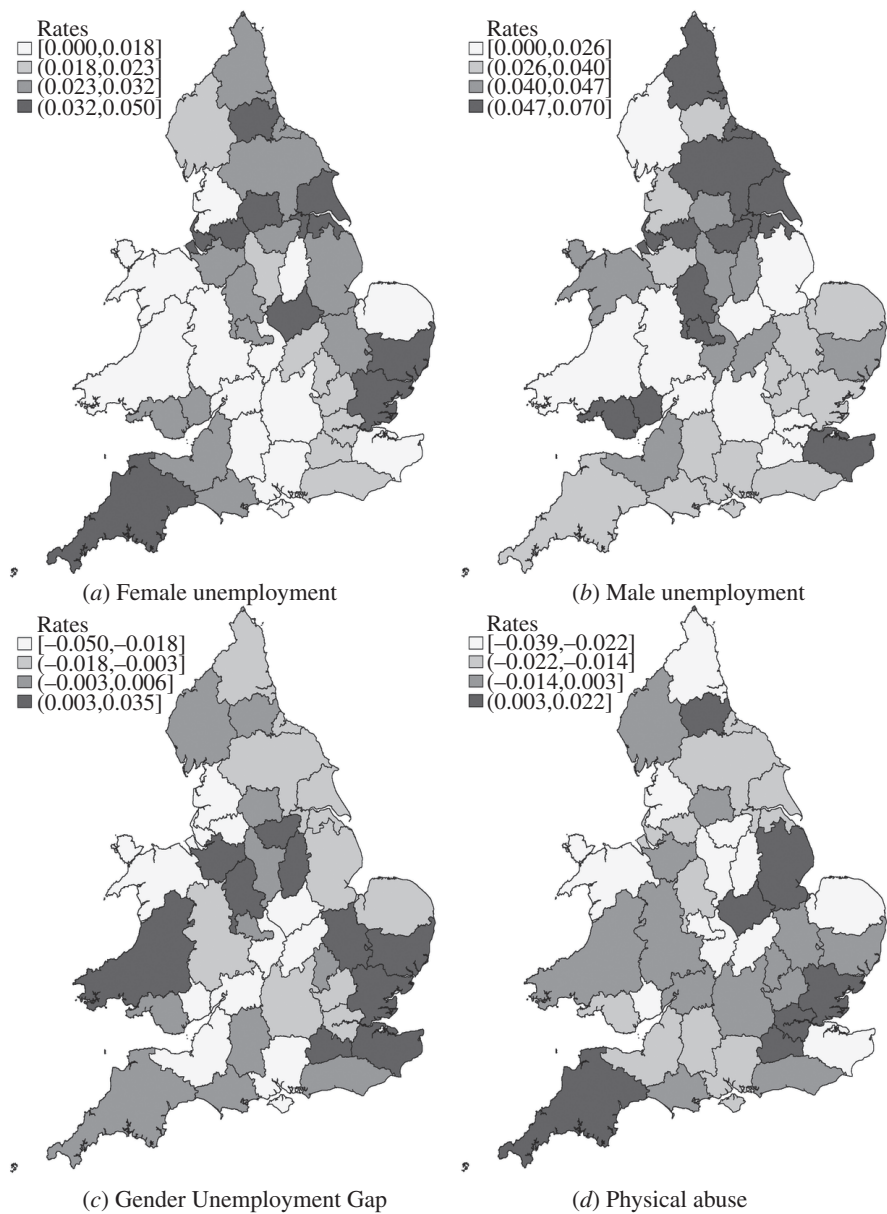 Rates
[0.000,0.018]
(0.018,0.023]
(0.023,0.032]
(0.032,0.050]
Rates
[0.000,0.026]
(0.026,0.040]
(0.040,0.047]
(0.047,0.070]
(a) Female unemployment
(b) Male unemployment
Rates
[–0.050,–0.018]
(–0.018,–0.003]
(–0.003,0.006]
(0.003,0.035]
Rates
[–0.039,–0.022]
(–0.022,–0.014]
(–0.014,0.003]
(0.003,0.022]
(c) Gender Unemployment Gap
(d) Physical abuse